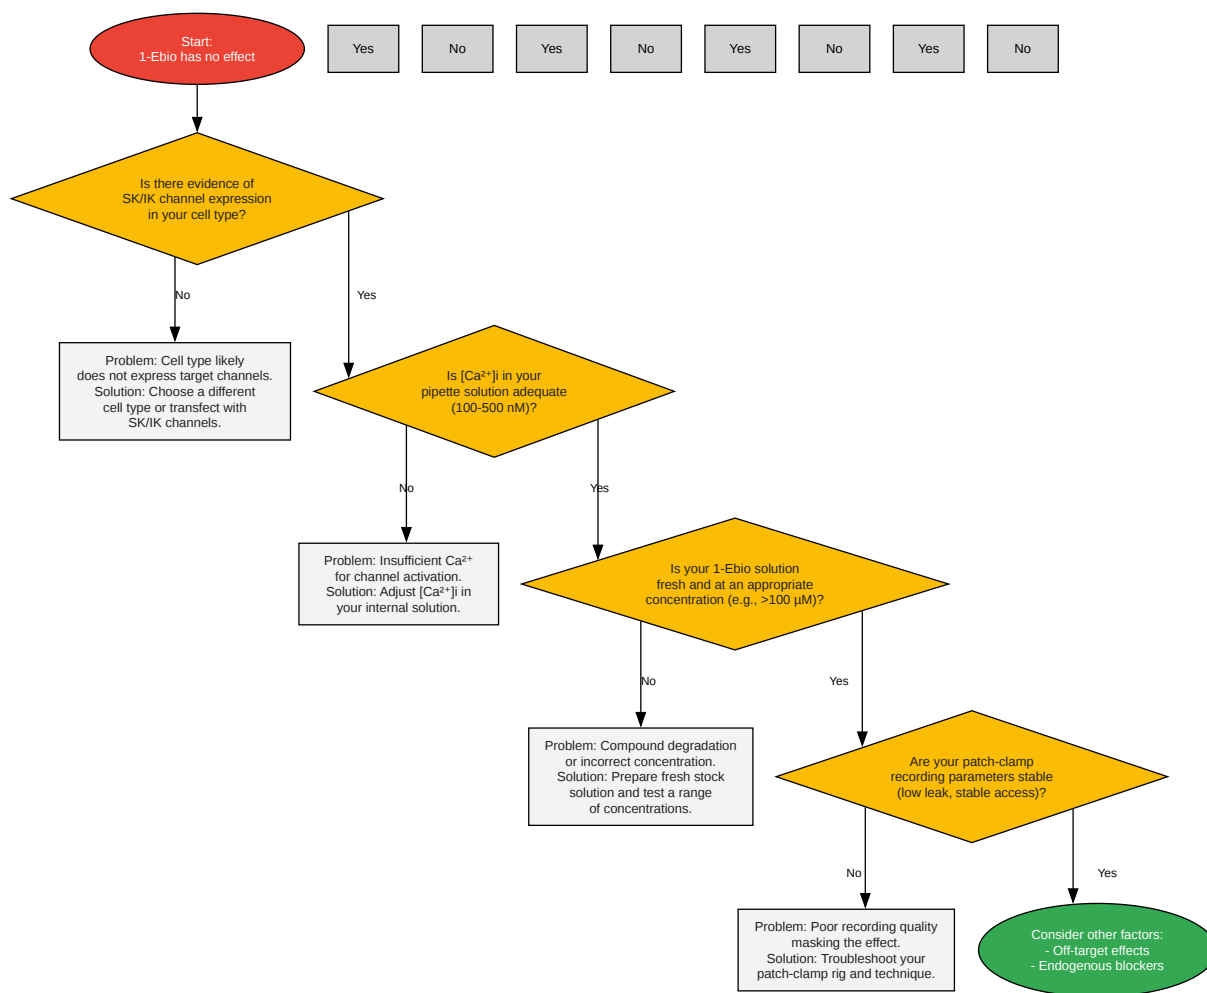 Start:
1-Ebio has no effect
Yes
No
Yes
No
Yes
No
Yes
No
Is there evidence of
SK/IK channel expression
in your cell type?
No
Yes
Problem: Cell type likely
does not express target channels.
Solution: Choose a different
cell type or transfect with
SK/IK channels.
Is [Ca²⁺]i in your
pipette solution adequate
(100-500 nM)?
No
Yes
Problem: Insufficient Ca²⁺
for channel activation.
Solution: Adjust [Ca²⁺]i in
your internal solution.
Is your 1-Ebio solution
fresh and at an appropriate
concentration (e.g., >100 µM)?
No
Yes
Problem: Compound degradation
or incorrect concentration.
Solution: Prepare fresh stock
solution and test a range
of concentrations.
Are your patch-clamp
recording parameters stable
(low leak, stable access)?
No
Yes
Problem: Poor recording quality
masking the effect.
Solution: Troubleshoot your
patch-clamp rig and technique.
Consider other factors:
- Off-target effects
- Endogenous blockers